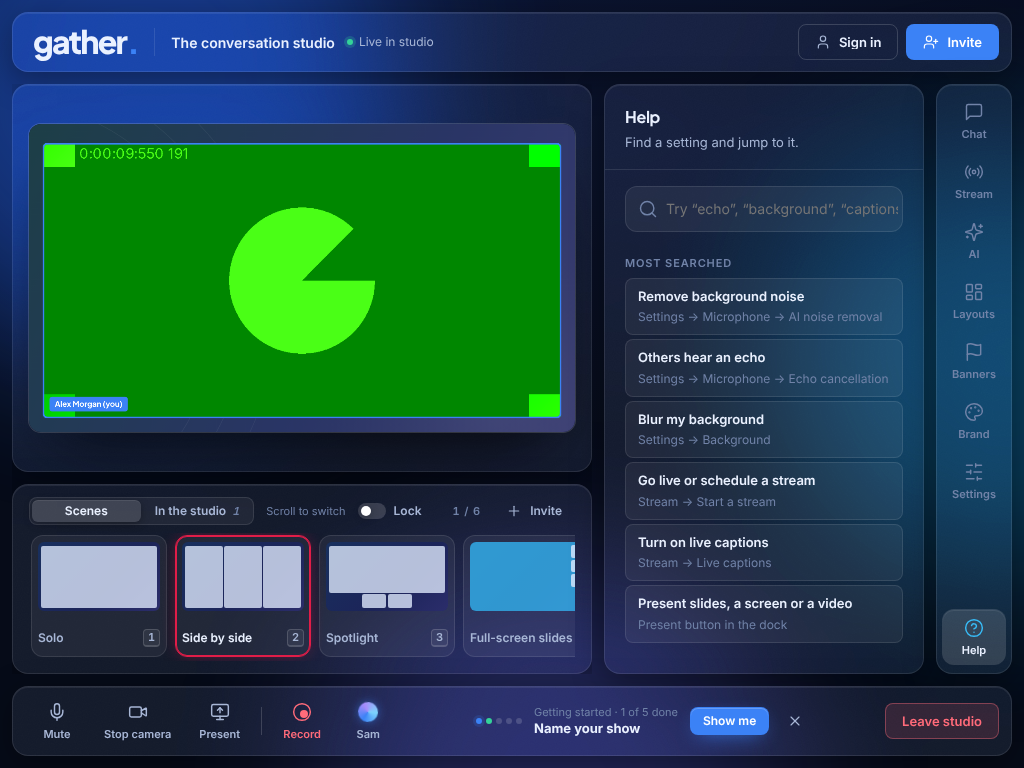 gather.
The conversation studio
Live in studio
Sign in
Invite
0:00:09:550 191
Alex Morgan (you)
Scenes
In the studio 1
Scroll to switch
Lock
1 / 6
Invite
Solo
1
Side by side
2
Spotlight
3
Full-screen slides
Help
Find a setting and jump to it.
Try “echo”, “background”, “captions
MOST SEARCHED
Remove background noise
Settings → Microphone → AI noise removal
Others hear an echo
Settings → Microphone → Echo cancellation
Blur my background
Settings → Background
Go live or schedule a stream
Stream → Start a stream
Turn on live captions
Stream → Live captions
Present slides, a screen or a video
Present button in the dock
Chat
Stream
AI
Layouts
Banners
Brand
Settings
Help
Mute
Stop camera
Present
Record
Sam
Getting started · 1 of 5 done
Name your show
Show me
Leave studio